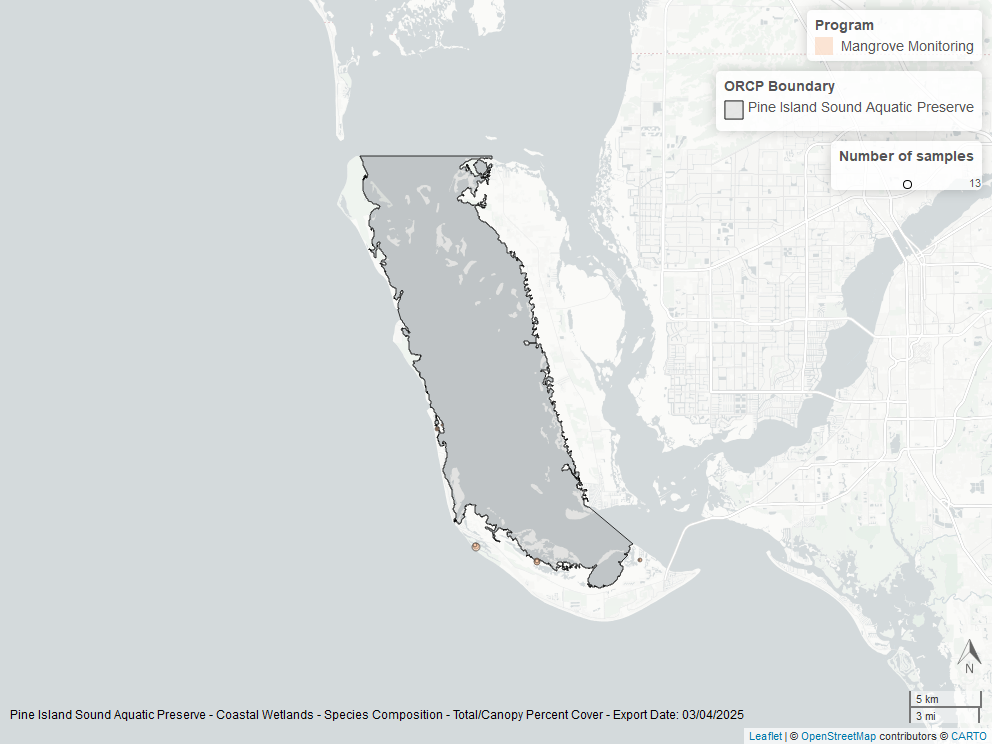 Program
Mangrove Monitoring
ORCP Boundary
Pine Island Sound Aquatic Preserve
Number of samples
13
N
5 km
3 mi
Pine Island Sound Aquatic Preserve - Coastal Wetlands - Species Composition - Total/Canopy Percent Cover - Export Date: 03/04/2025
Leaflet | © OpenStreetMap contributors © CARTO